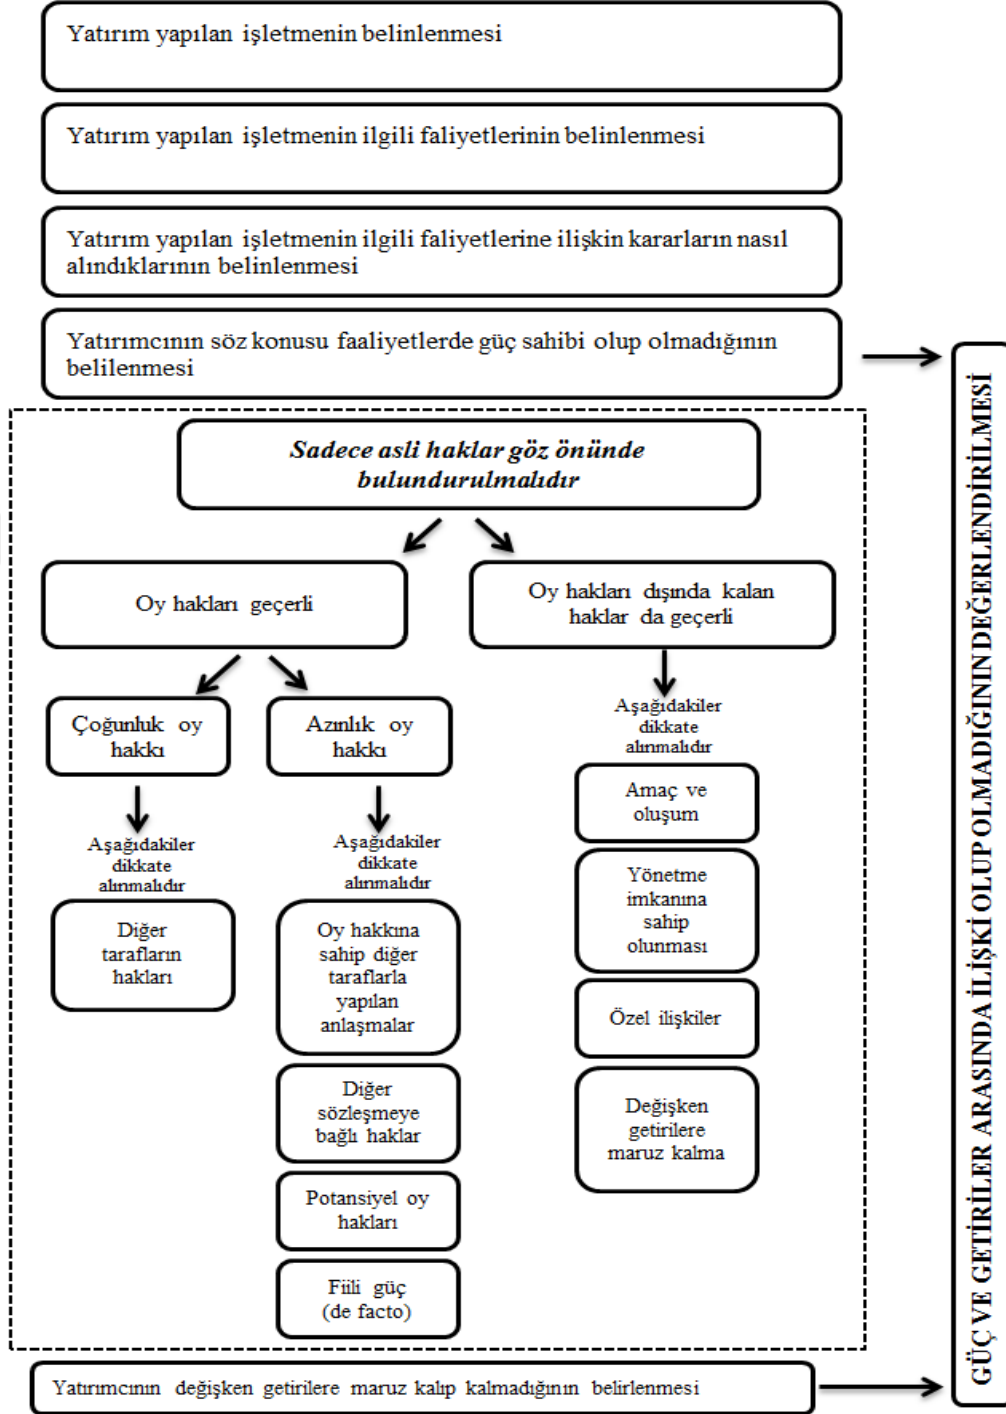 Yatırım yapılan işletmenin belinlenmesi
Yatırım yapılan işletmenin ilgili faliyetlerinin belinlenmesi
Yatırım yapılan işletmenin ilgili faliyetlerine ilişkin kararların nasıl
alındıklarının belinlenmesi
Yatırımcının söz konusu faaliyetlerde güç sahibi olup olmadığının
belilenmesi
Sadece asli haklar göz önünde
bulundurulmalıdır
Oy hakları geçerli
Oy hakları dışında kalan
haklar da geçerli
Çoğunluk oy
hakkı
Azınlık oy
hakkı
Aşağıdakiler
dikkate
alınmalıdır
Diğer
tarafların
hakları
Aşağıdakiler
dikkate
alınmalıdır
Oy hakkına
sahip diğer
taraflarla
yapılan
anlaşmalar
Diğer
sözleşmeye
bağlı haklar
Potansiyel oy
hakları
Fiili güç
(de facto)
Aşağıdakiler
dikkate
alınmalıdır
Amaç ve
oluşum
Yönetme
imkanına
sahip
olunması
Özel ilişkiler
Değişken
getirilere
maruz kalma
Yatırımcının değişken getirilere maruz kalıp kalmadığının belirlenmesi
GÜÇ VE GETİRİLER ARASINDA İLİŞKİ OLUP OLMADIĞININ DEĞERLENDİRİLMESİ